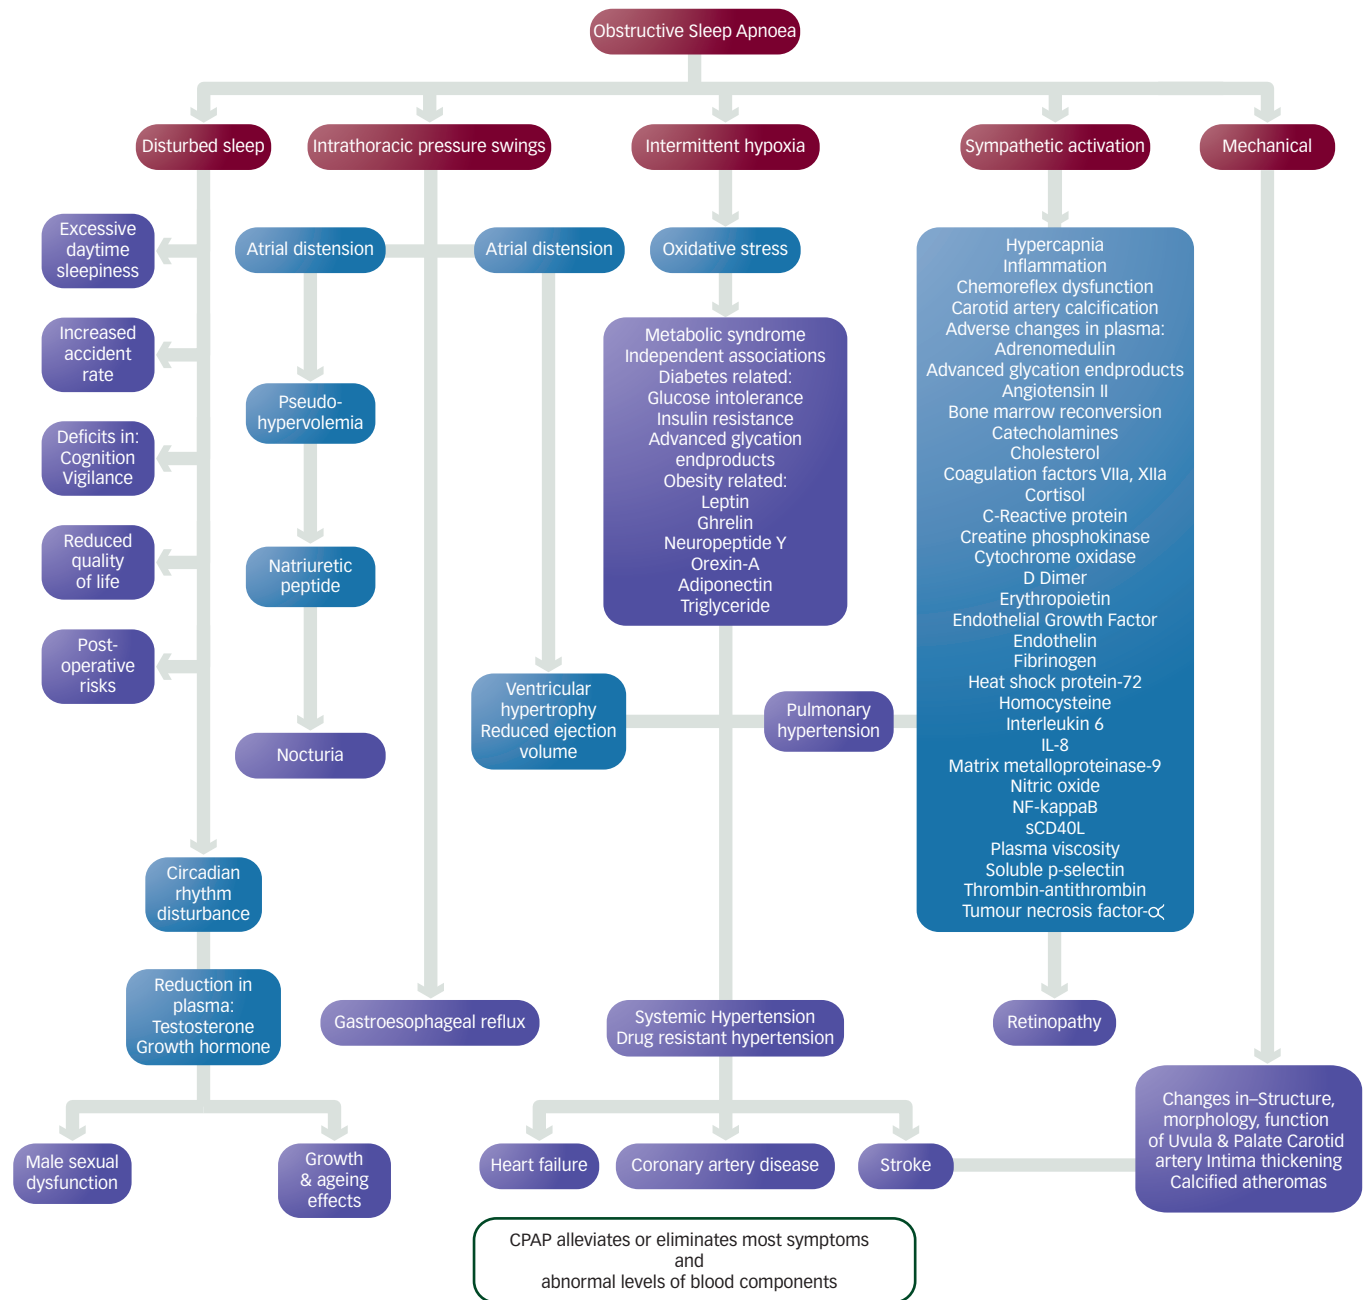 Obstructive Sleep Apnoea
Disturbed sleep
Intrathoracic pressure swings
Intermittent hypoxia
Sympathetic activation
Mechanical
Excessive
daytime
sleepiness
Increased
accident
rate
Deficits in:
Cognition
Vigilance
Reduced
quality
of life
Post-
operative
risks
Circadian
rhythm
disturbance
Reduction in
plasma:
Testosterone
Growth hormone
Male sexual
dysfunction
Growth
& ageing
effects
Atrial distension
Pseudo-
hypervolemia
Natriuretic
peptide
Nocturia
Atrial distension
Ventricular
hypertrophy
Reduced ejection
volume
Gastroesophageal reflux
Oxidative stress
Metabolic syndrome
Independent associations
Diabetes related:
Glucose intolerance
Insulin resistance
Advanced glycation
endproducts
Obesity related:
Leptin
Ghrelin
Neuropeptide Y
Orexin-A
Adiponectin
Triglyceride
Pulmonary
hypertension
Systemic Hypertension
Drug resistant hypertension
Heart failure
Coronary artery disease
Stroke
Hypercapnia
Inflammation
Chemoreflex dysfunction
Carotid artery calcification
Adverse changes in plasma:
Adrenomedulin
Advanced glycation endproducts
Angiotensin II
Bone marrow reconversion
Catecholamines
Cholesterol
Coagulation factors VIIa, XIIa
Cortisol
C-Reactive protein
Creatine phosphokinase
Cytochrome oxidase
D Dimer
Erythropoietin
Endothelial Growth Factor
Endothelin
Fibrinogen
Heat shock protein-72
Homocysteine
Interleukin 6
IL-8
Matrix metalloproteinase-9
Nitric oxide
NF-kappaB
sCD40L
Plasma viscosity
Soluble p-selectin
Thrombin-antithrombin
Tumour necrosis factor-α
Retinopathy
Changes in–Structure,
morphology, function
of Uvula & Palate Carotid
artery Intima thickening
Calcified atheromas
CPAP alleviates or eliminates most symptoms
and
abnormal levels of blood components